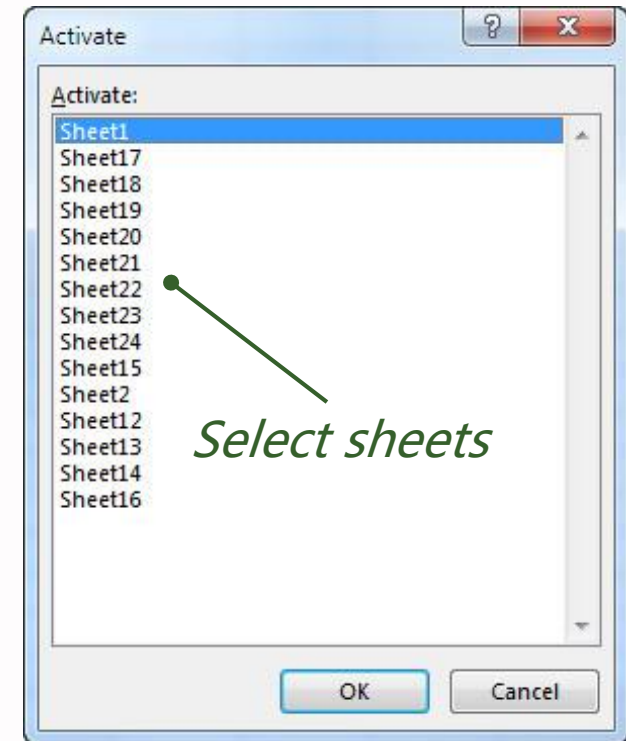 Activate
Activate:
Sheet1
Sheet17
Sheet18
Sheet19
Sheet20
Sheet21
Sheet22
Sheet23
Sheet24
Sheet15
Sheet2
Sheet12
Sheet13
Sheet14
Sheet16
Select sheets
OK
Cancel